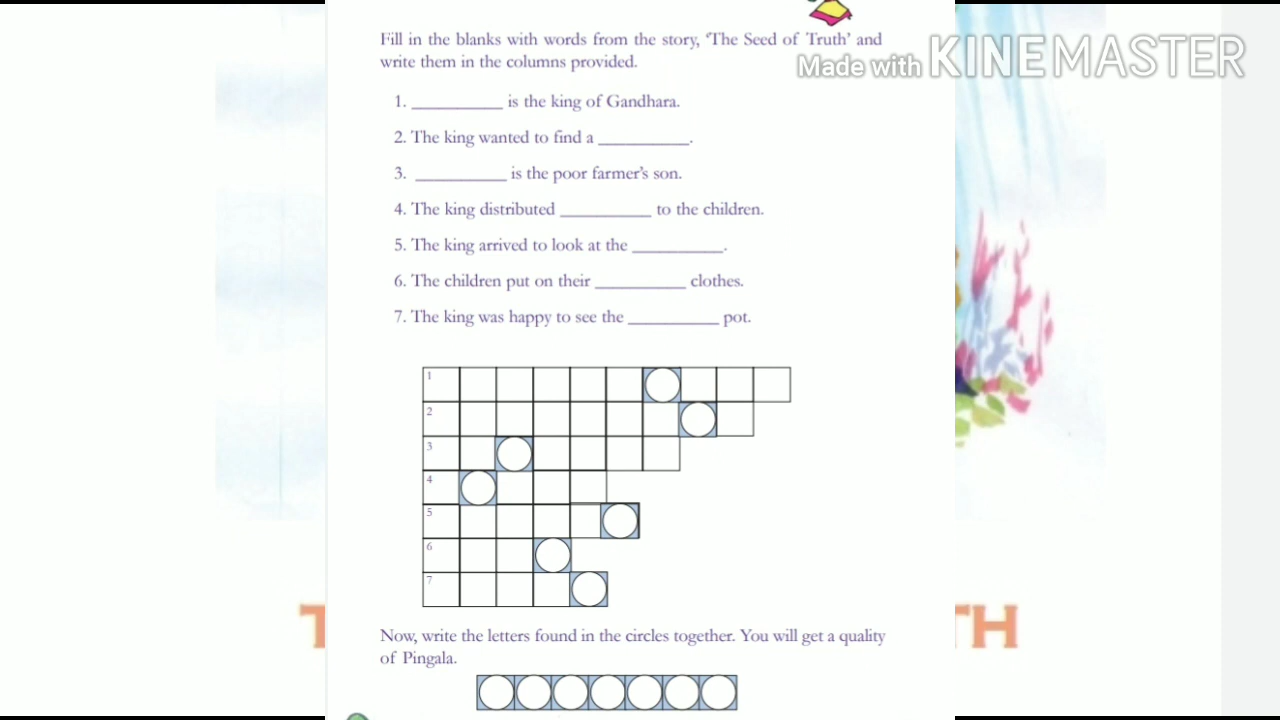 Fill in the blanks with words from the story, ‘The Seed of Truth’ and
write them in the columns provided.
Made with KINEMASTER
1. __________ is the king of Gandhara.
2. The king wanted to find a __________.
3. __________ is the poor farmer’s son.
4. The king distributed __________ to the children.
5. The king arrived to look at the __________.
6. The children put on their __________ clothes.
7. The king was happy to see the __________ pot.
1
2
3
4
5
6
7
T TH
Now, write the letters found in the circles together. You will get a quality
of Pingala.